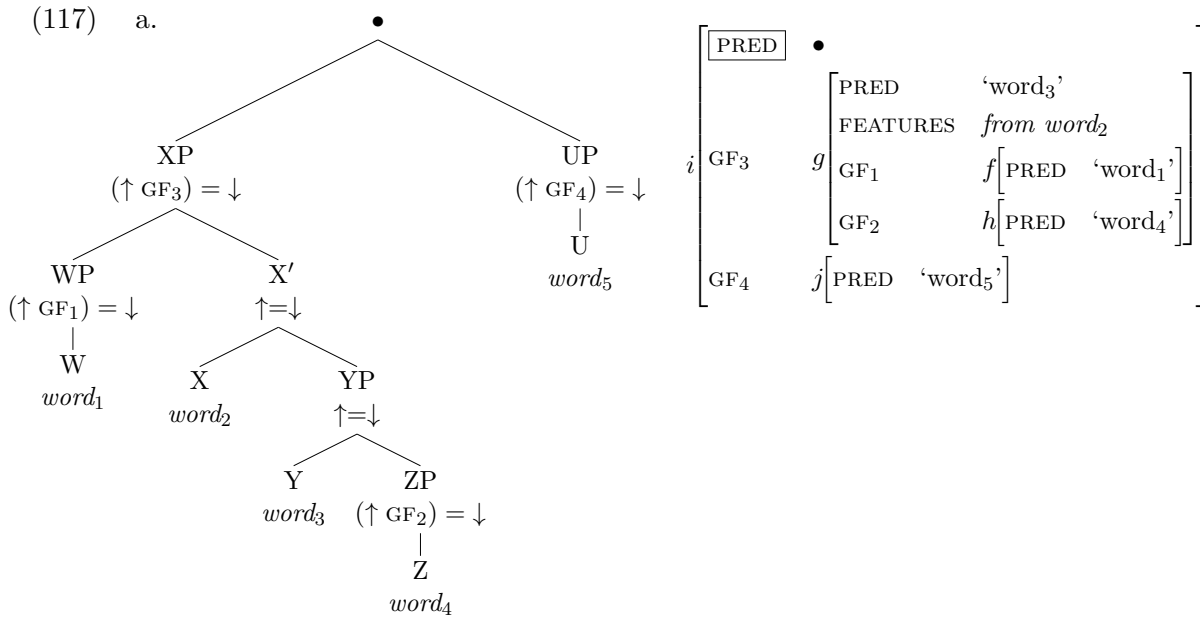 (117) a. •
XP UP
(↑ GF₃) = ↓ (↑ GF₄) = ↓
WP X′ U
(↑ GF₁) = ↓ ↑=↓ word₅
W X YP
word₁ word₂ ↑=↓
Y ZP
word₃ (↑ GF₂) = ↓
Z
word₄
PRED •
i GF₃ g PRED ‘word₃’
FEATURES from word₂
GF₁ f[PRED ‘word₁’]
GF₂ h[PRED ‘word₄’]
GF₄ j[PRED ‘word₅’]